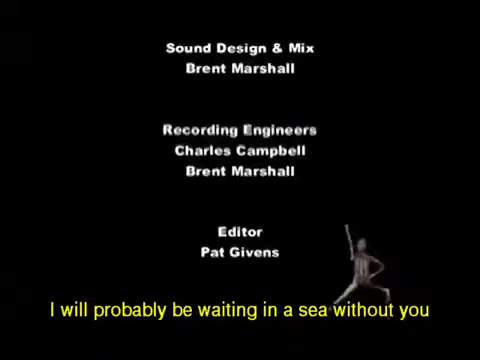 Sound Design & Mix
Brent Marshall
Recording Engineers
Charles Campbell
Brent Marshall
Editor
Pat Givens
I will probably be waiting in a sea without you